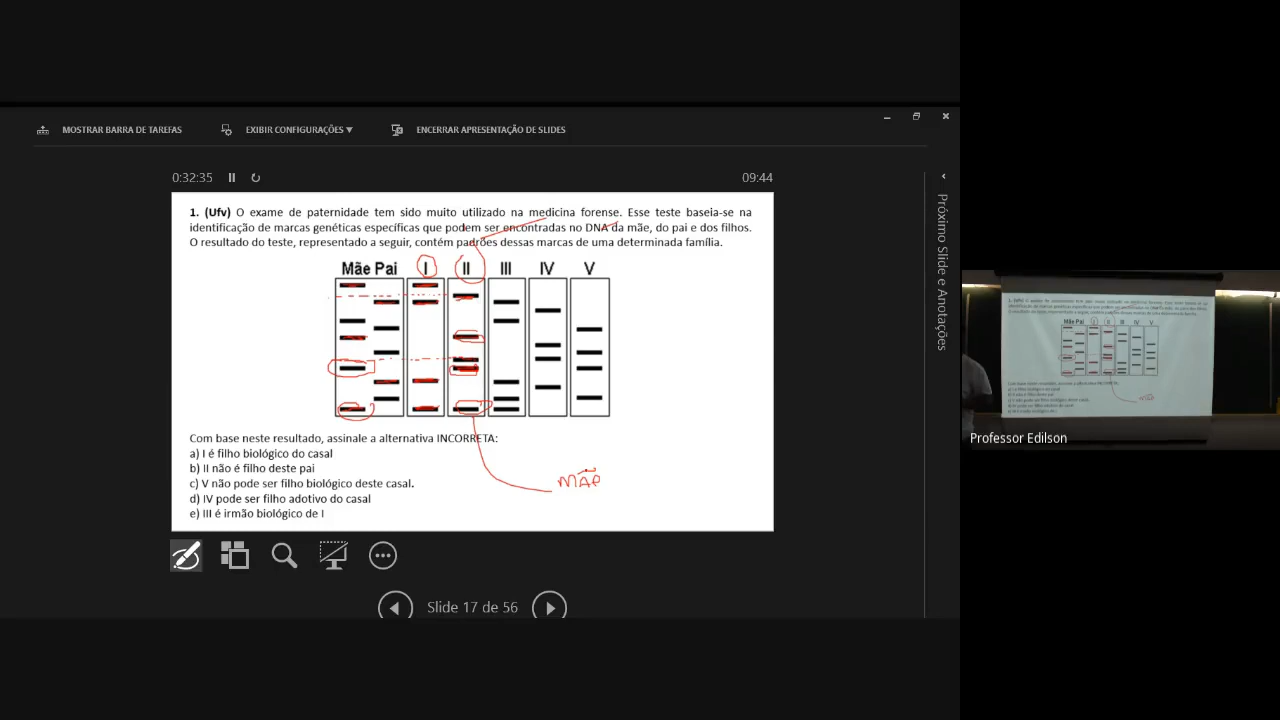 MOSTRAR BARRA DE TAREFAS EXIBIR CONFIGURAÇÕES ▼ ENCERRAR APRESENTAÇÃO DE SLIDES
0:32:35 09:44
1. (Ufv) O exame de paternidade tem sido muito utilizado na medicina forense. Esse teste baseia-se na
identificação de marcas genéticas específicas que podem ser encontradas no DNA da mãe, do pai e dos filhos.
O resultado do teste, representado a seguir, contém padrões dessas marcas de uma determinada família.
Mãe Pai I II III IV V
Com base neste resultado, assinale a alternativa INCORRETA:
a) I é filho biológico do casal
b) II não é filho deste pai
c) V não pode ser filho biológico deste casal.
d) IV pode ser filho adotivo do casal
e) III é irmão biológico de I
MÃE
Slide 17 de 56
Próximo Slide e Anotações
Professor Edilson